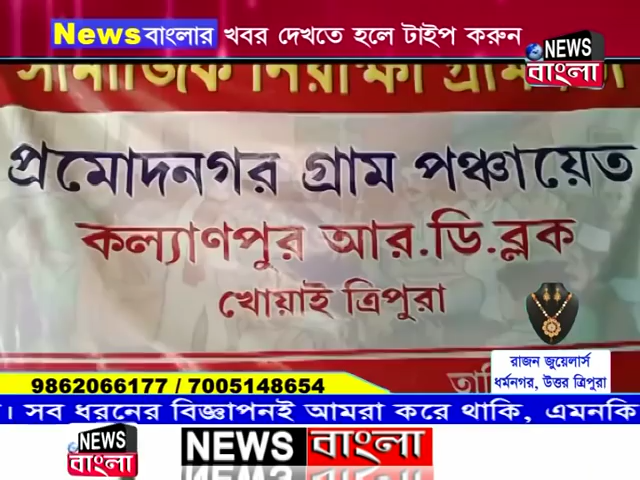 Newsবাংলার খবর দেখতে হলে টাইপ করুন
NEWS
বাংলা
সামাজিক নিরীক্ষা
প্রমোদনগর গ্রাম পঞ্চায়েত
কল্যাণপুর আর.ডি.ব্লক
খোয়াই ত্রিপুরা
রাজন জুয়েলার্স
ধর্মনগর, উত্তর ত্রিপুরা
9862066177 / 7005148654
। সব ধরনের বিজ্ঞাপনই আমরা করে থাকি, এমনকি
NEWS
বাংলা
NEWS বাংলা